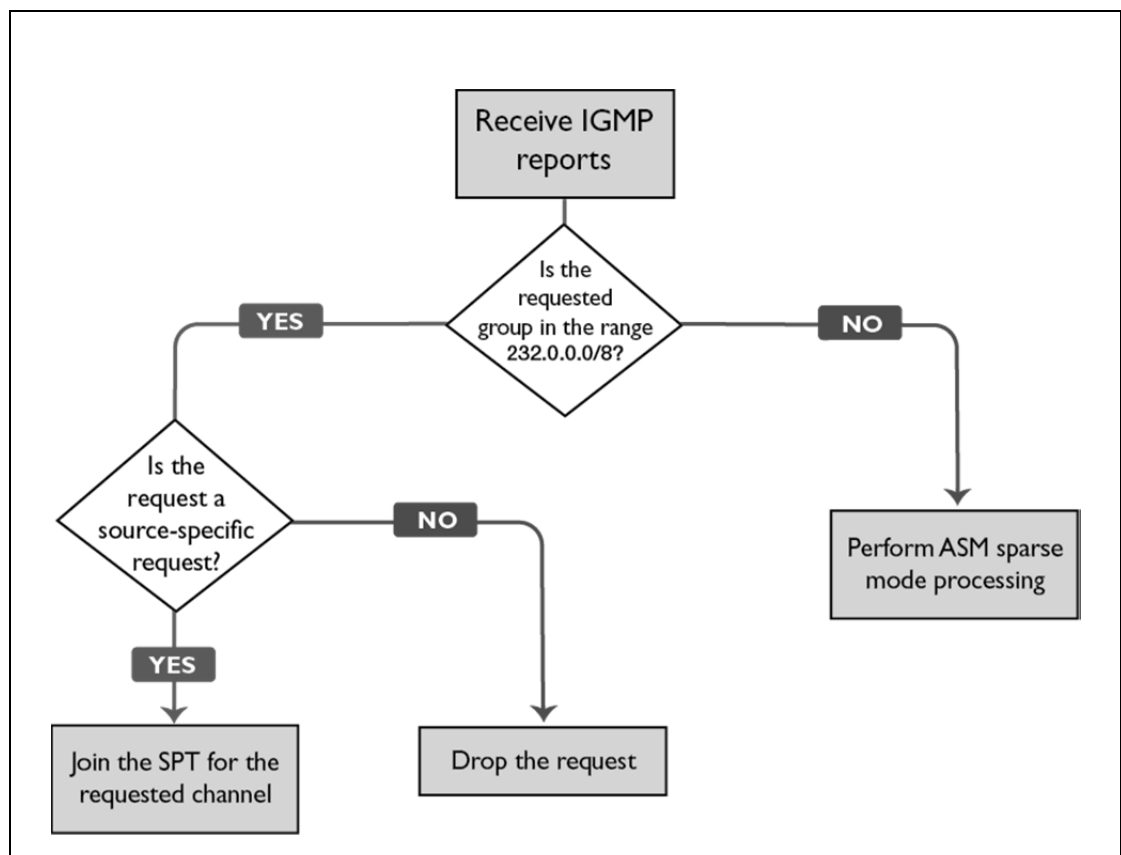 Receive IGMP
reports
Is the
requested
group in the range
232.0.0.0/8?
YES
NO
Is the
request a
source-specific
request?
NO
Perform ASM sparse
mode processing
YES
Join the SPT for the
requested channel
Drop the request